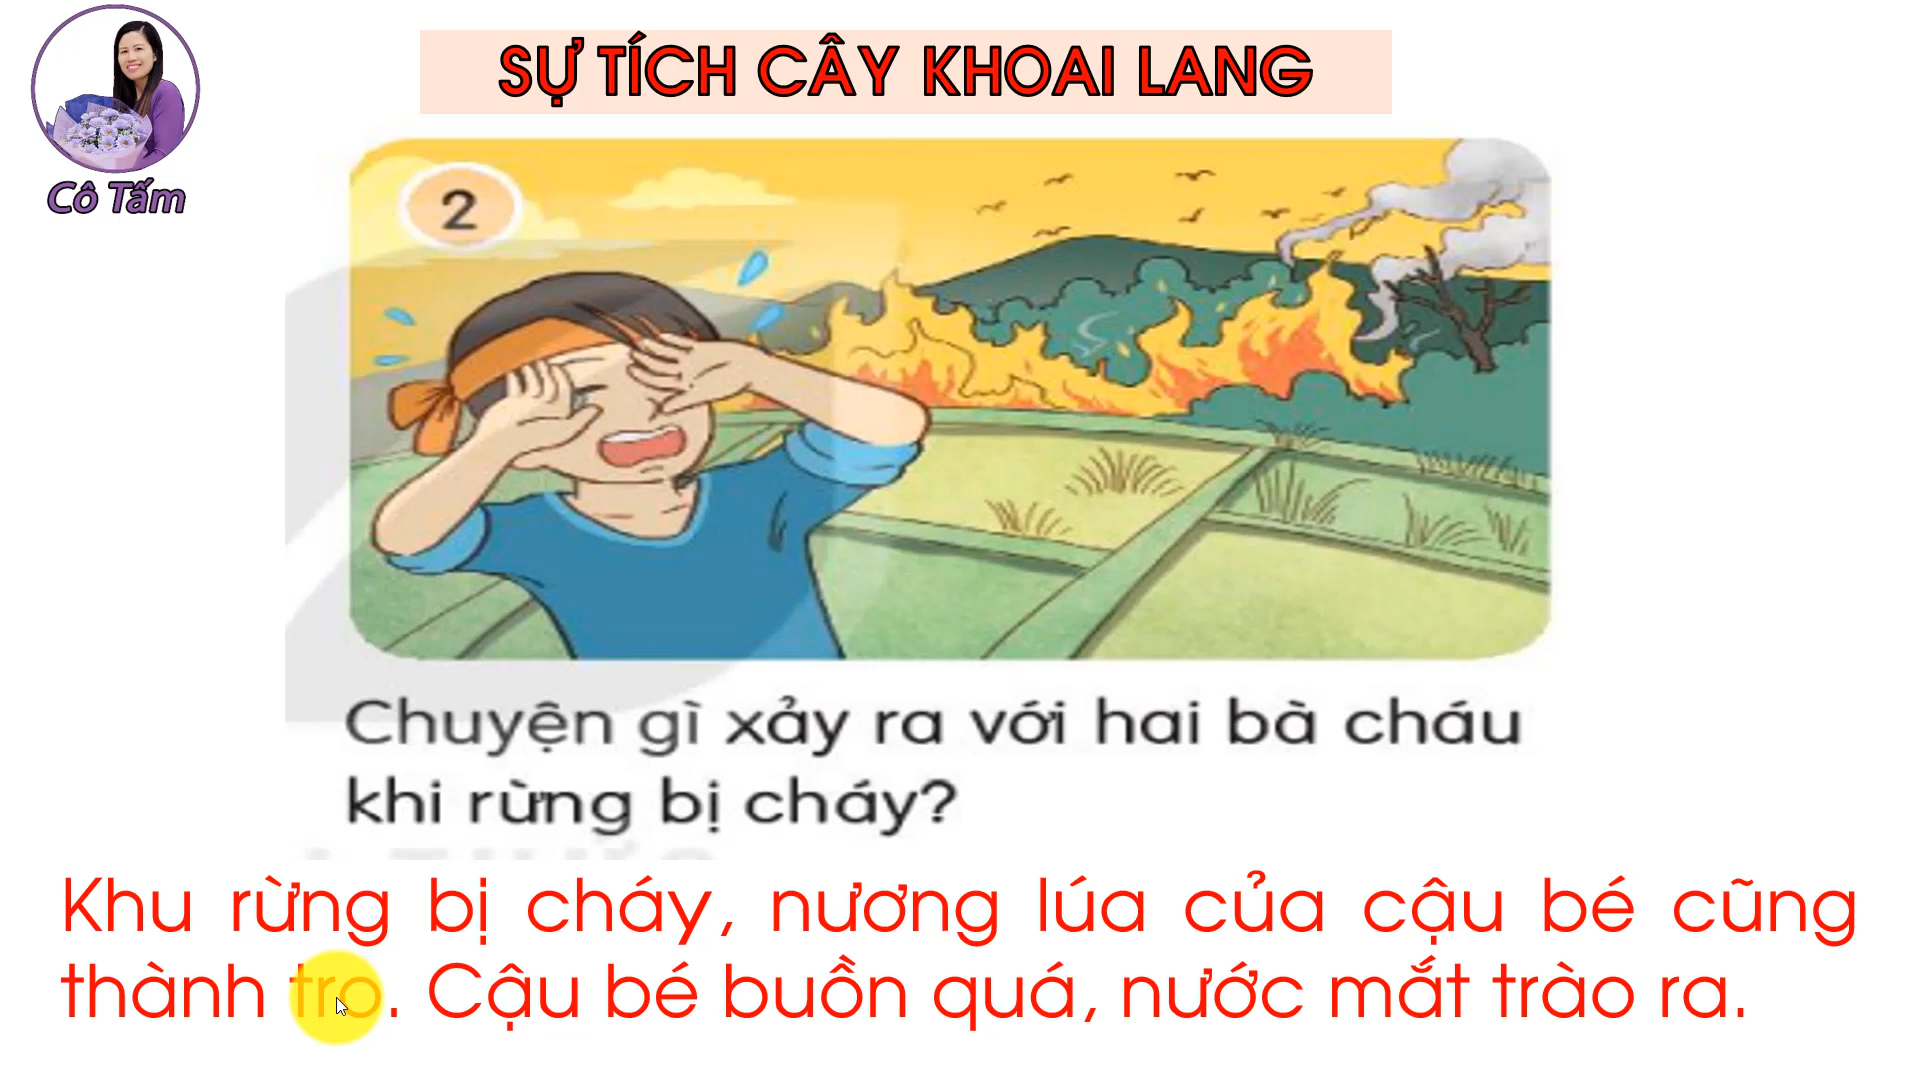 Cô Tấm
SỰ TÍCH CÂY KHOAI LANG
2
Chuyện gì xảy ra với hai bà cháu
khi rừng bị cháy?
Khu rừng bị cháy, nương lúa của cậu bé cũng
thành tro. Cậu bé buồn quá, nước mắt trào ra.